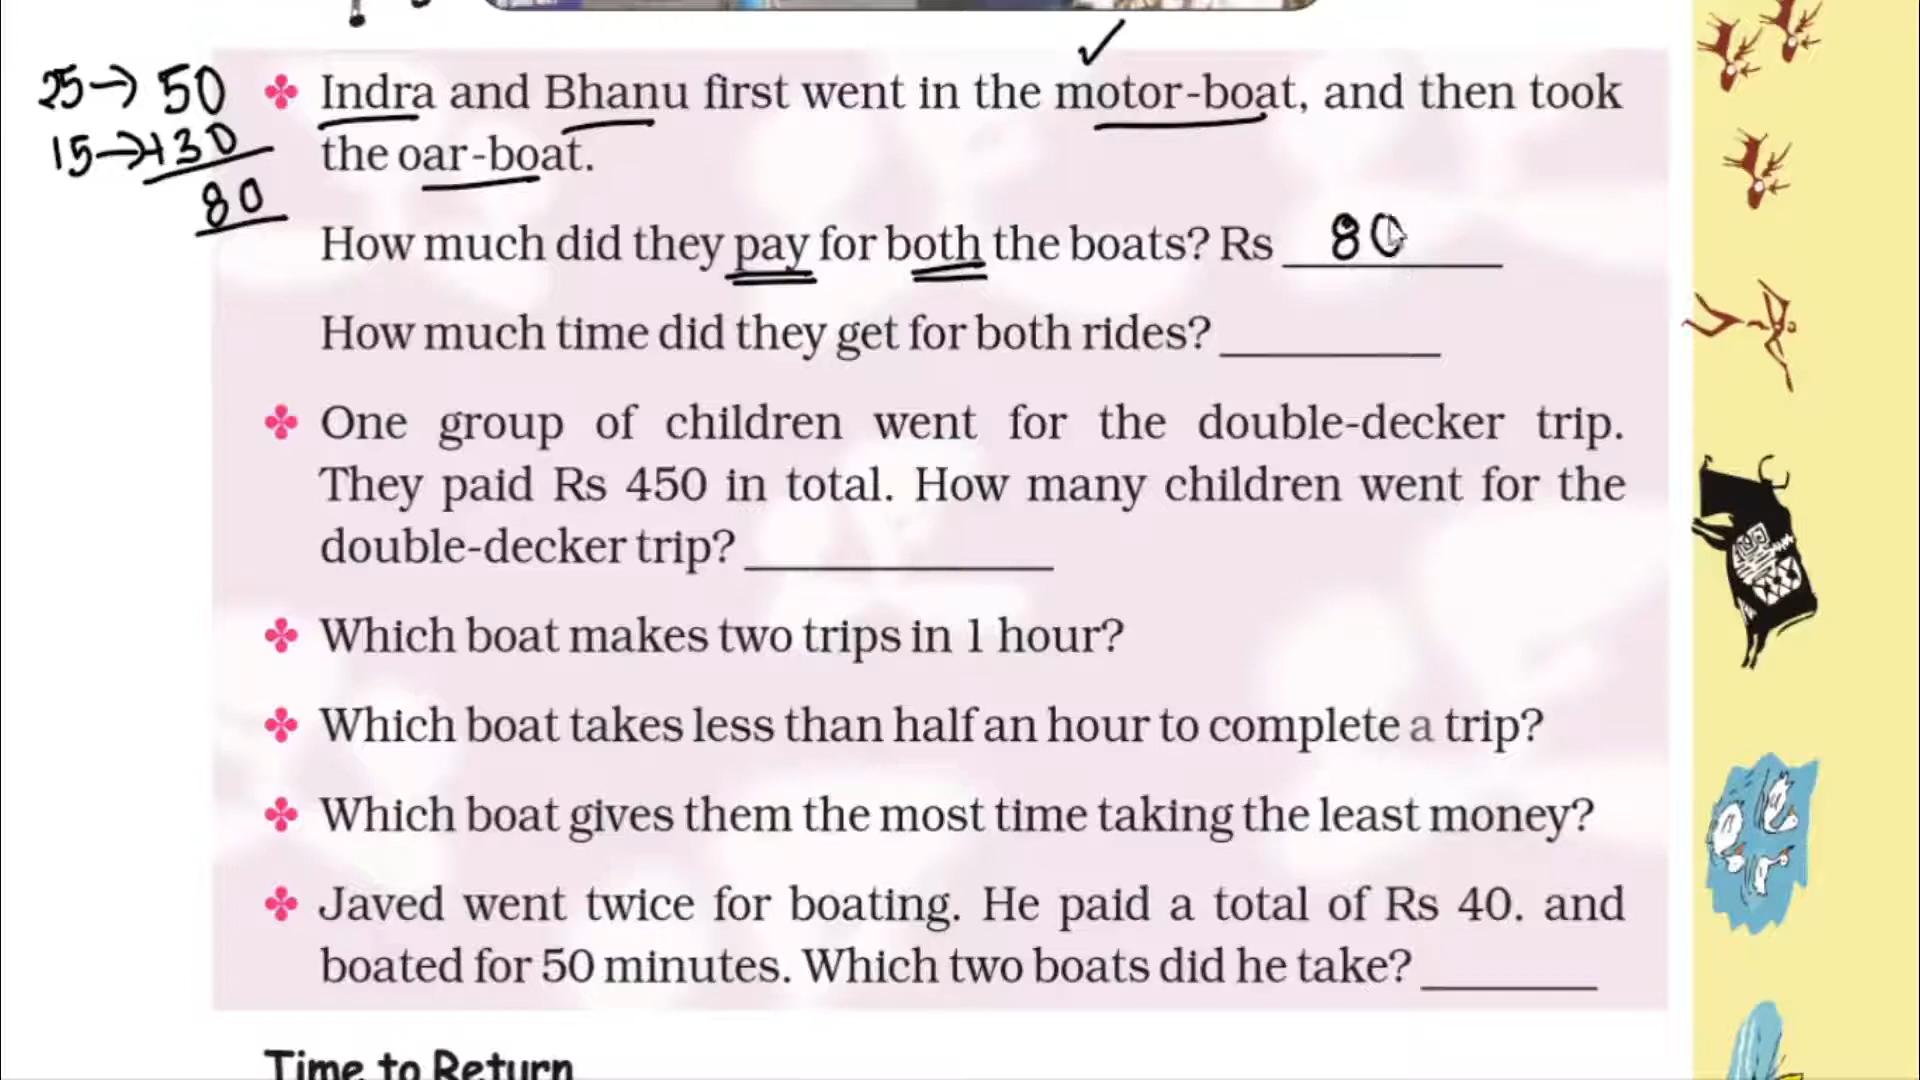 25→ 50
15→+30
80
Indra and Bhanu first went in the motor-boat, and then took
the oar-boat.
How much did they pay for both the boats? Rs 80
How much time did they get for both rides?
One group of children went for the double-decker trip.
They paid Rs 450 in total. How many children went for the
double-decker trip?
Which boat makes two trips in 1 hour?
Which boat takes less than half an hour to complete a trip?
Which boat gives them the most time taking the least money?
Javed went twice for boating. He paid a total of Rs 40. and
boated for 50 minutes. Which two boats did he take?
Time to Return